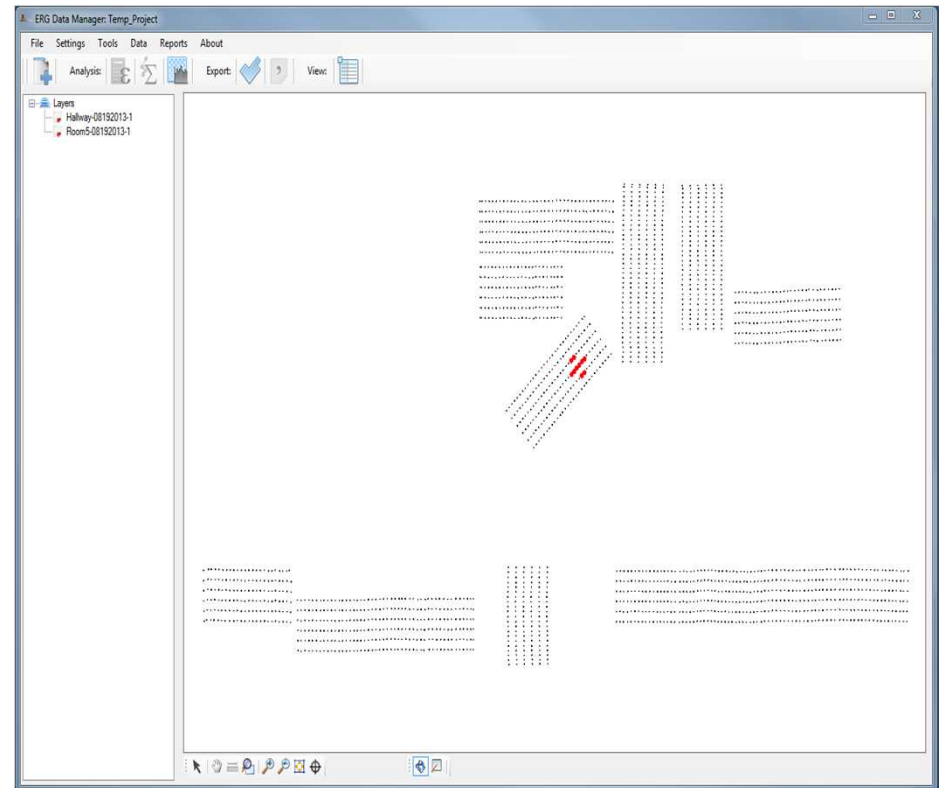 ERG Data Manager: Temp_Project
File Settings Tools Data Reports About
Analysis: Export: View:
Layers
Hallway-08192013-1
Room5-08192013-1